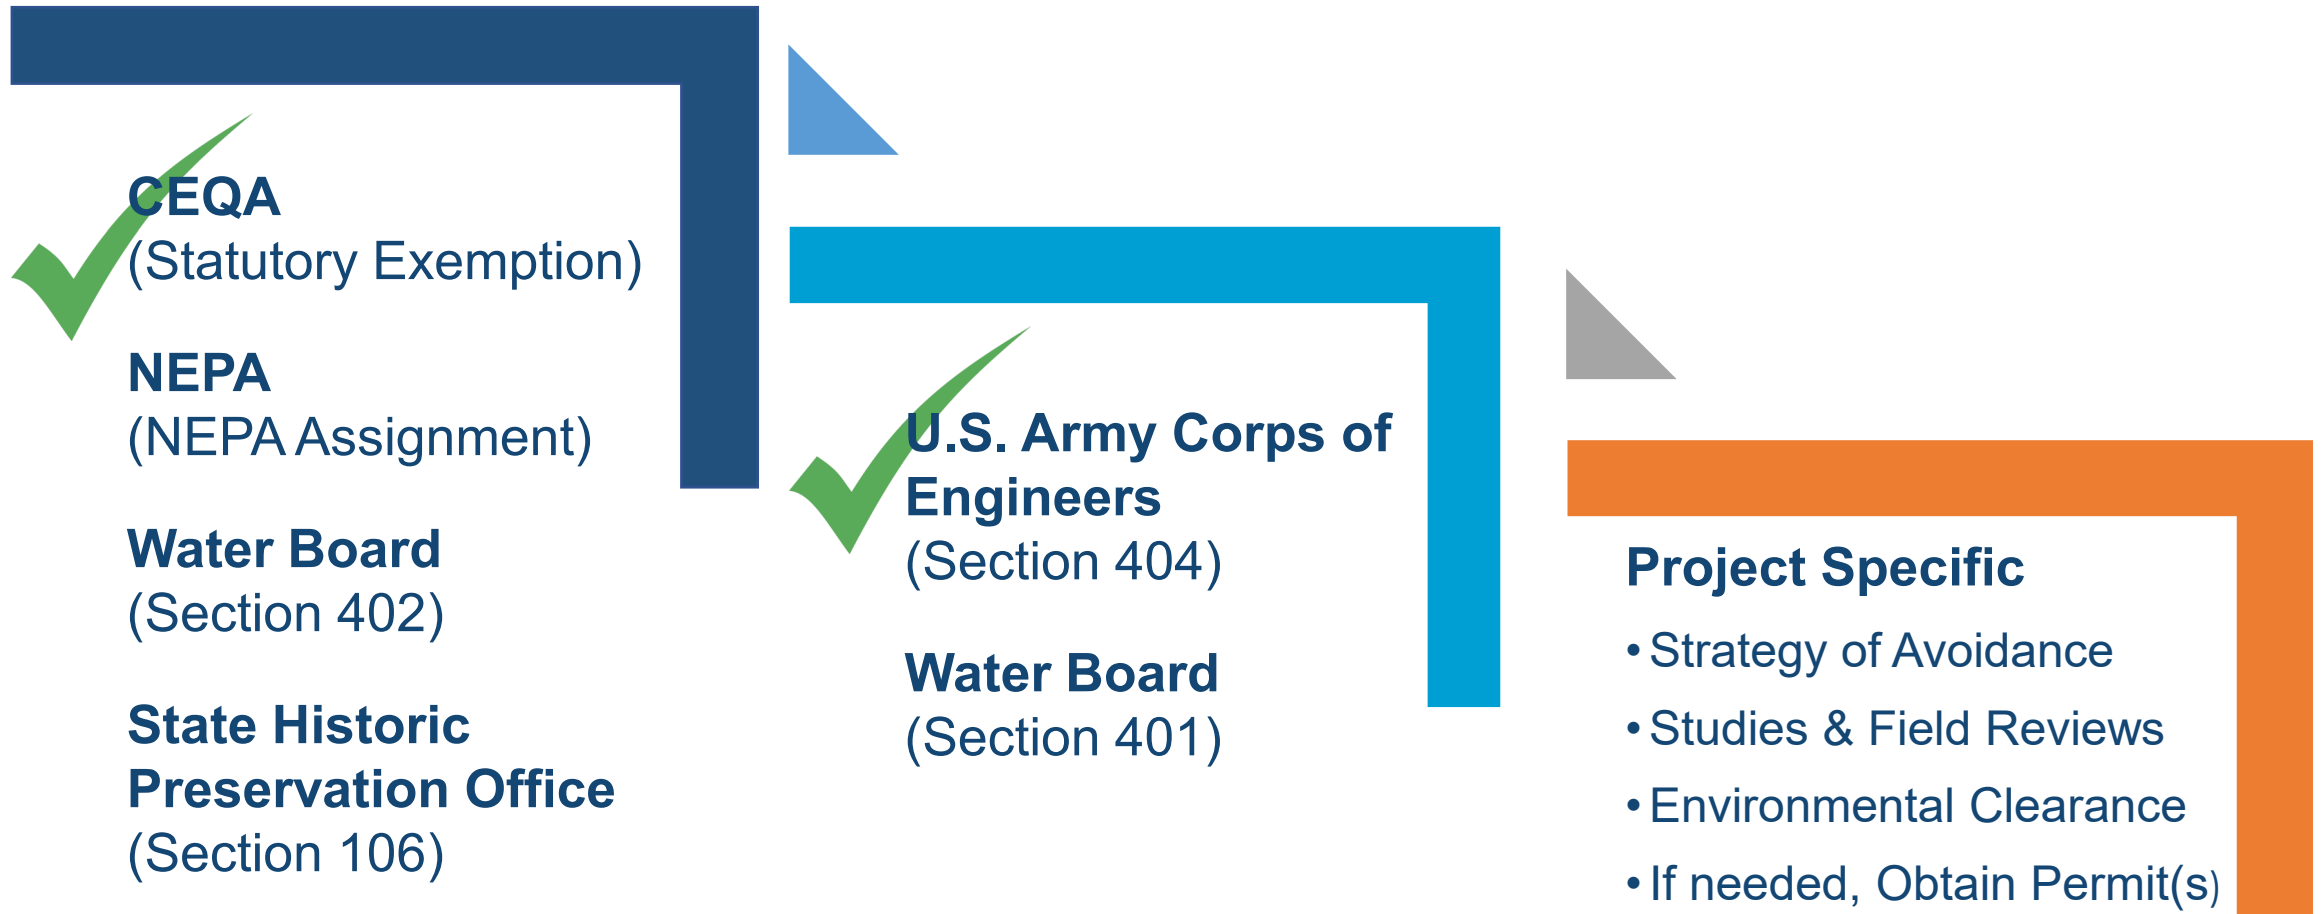 CEQA
(Statutory Exemption)
NEPA
(NEPA Assignment)
Water Board
(Section 402)
State Historic
Preservation Office
(Section 106)
U.S. Army Corps of
Engineers
(Section 404)
Water Board
(Section 401)
Project Specific
• Strategy of Avoidance
• Studies & Field Reviews
• Environmental Clearance
• If needed, Obtain Permit(s)